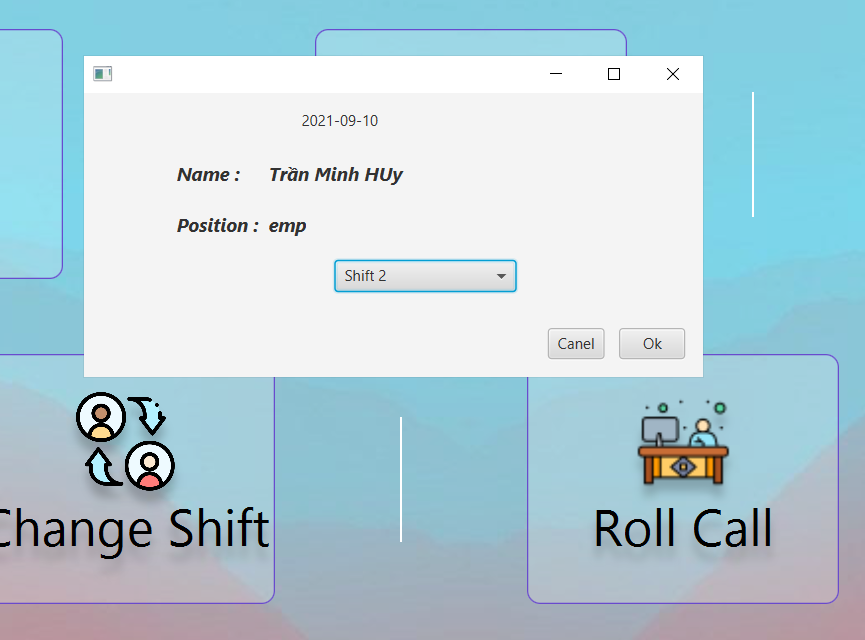 2021-09-10
Name : Trần Minh HUy
Position : emp
Shift 2
Canel Ok
Change Shift
Roll Call